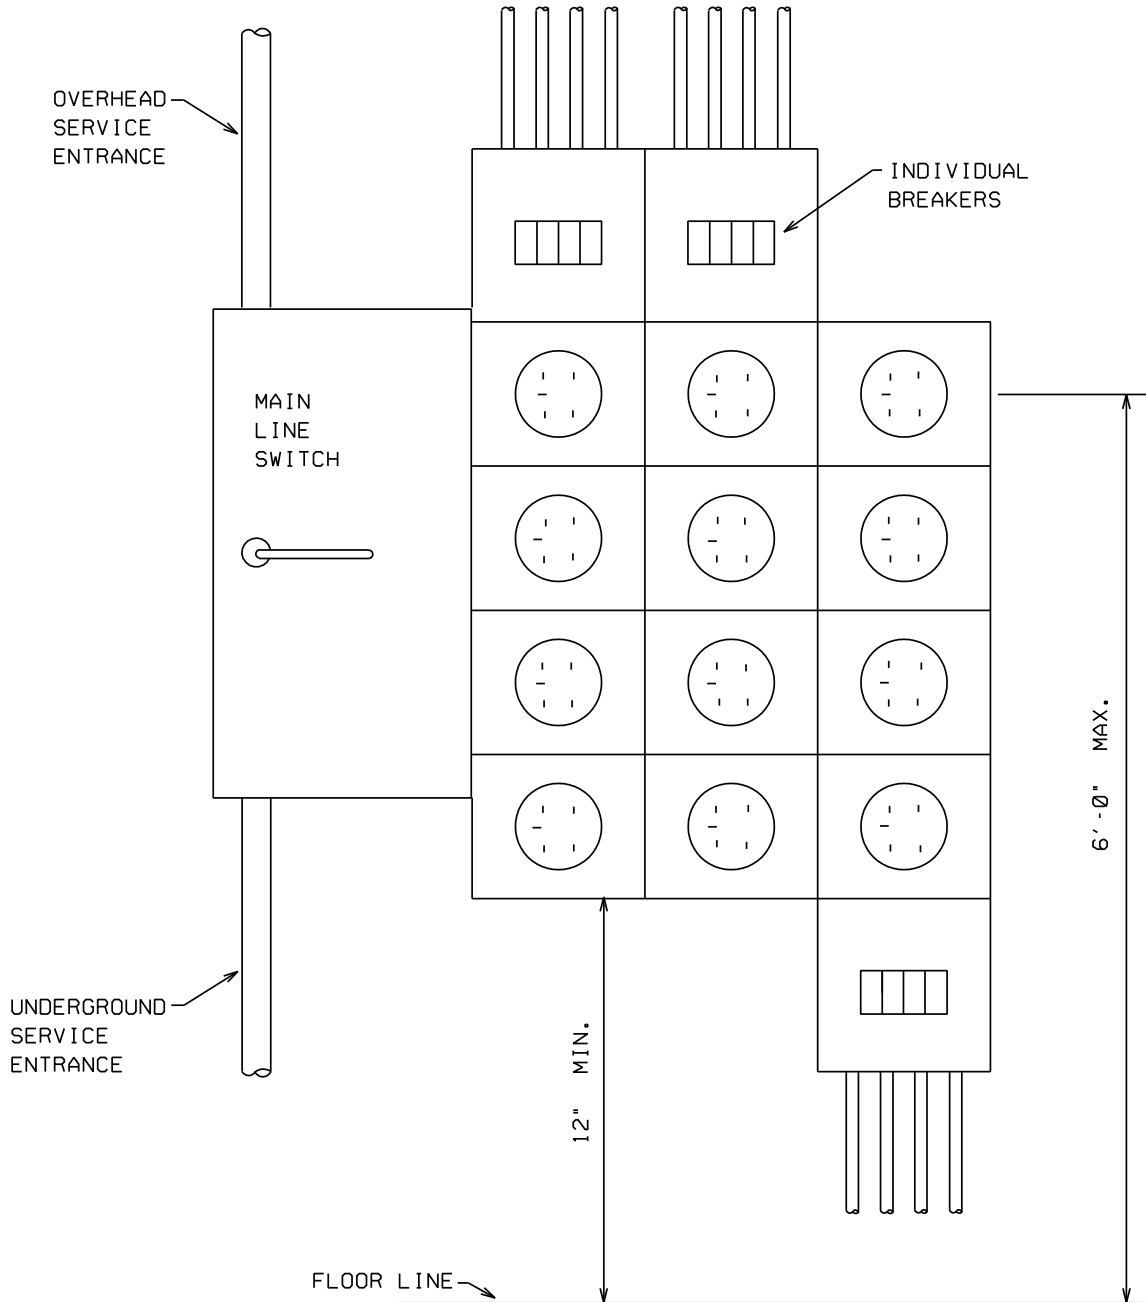 OVERHEAD
SERVICE
ENTRANCE
INDIVIDUAL
BREAKERS
MAIN
LINE
SWITCH
6'-0" MAX.
UNDERGROUND
SERVICE
ENTRANCE
12" MIN.
FLOOR LINE